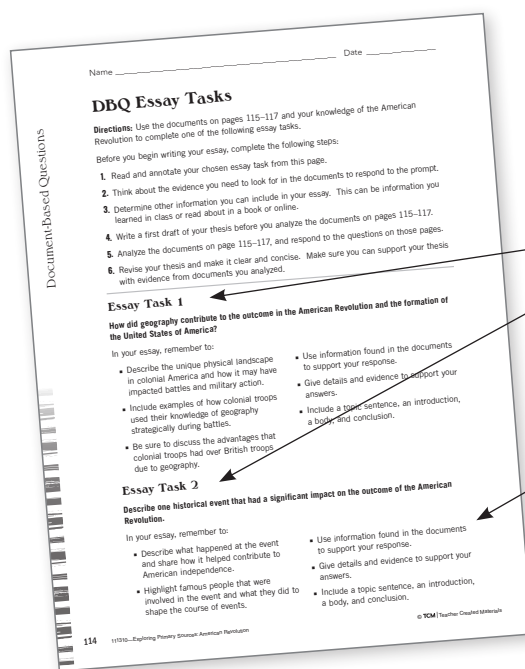 Name
Date
Document-Based Questions
DBQ Essay Tasks
Directions: Use the documents on pages 115–117 and your knowledge of the American
Revolution to complete one of the following essay tasks.
Before you begin writing your essay, complete the following steps:
1. Read and annotate your chosen essay task from this page.
2. Think about the evidence you need to look for in the documents to respond to the prompt.
3. Determine other information you can include in your essay. This can be information you
learned in class or read about in a book or online.
4. Write a first draft of your thesis before you analyze the documents on pages 115–117.
5. Analyze the documents on page 115–117, and respond to the questions on those pages.
6. Revise your thesis and make it clear and concise. Make sure you can support your thesis
with evidence from documents you analyzed.
Essay Task 1
How did geography contribute to the outcome in the American Revolution and the formation of
the United States of America?
In your essay, remember to:
• Describe the unique physical landscape
in colonial America and how it may have
impacted battles and military action.
• Include examples of how colonial troops
used their knowledge of geography
strategically during battles.
• Be sure to discuss the advantages that
colonial troops had over British troops
due to geography.
• Use information found in the documents
to support your response.
• Give details and evidence to support your
answers.
• Include a topic sentence, an introduction,
a body, and conclusion.
Essay Task 2
Describe one historical event that had a significant impact on the outcome of the American
Revolution.
In your essay, remember to:
• Describe what happened at the event
and share how it helped contribute to
American independence.
• Highlight famous people that were
involved in the event and what they did to
shape the course of events.
• Use information found in the documents
to support your response.
• Give details and evidence to support your
answers.
• Include a topic sentence, an introduction,
a body, and conclusion.
114 111310—Exploring Primary Sources: American Revolution
© TCM | Teacher Created Materials